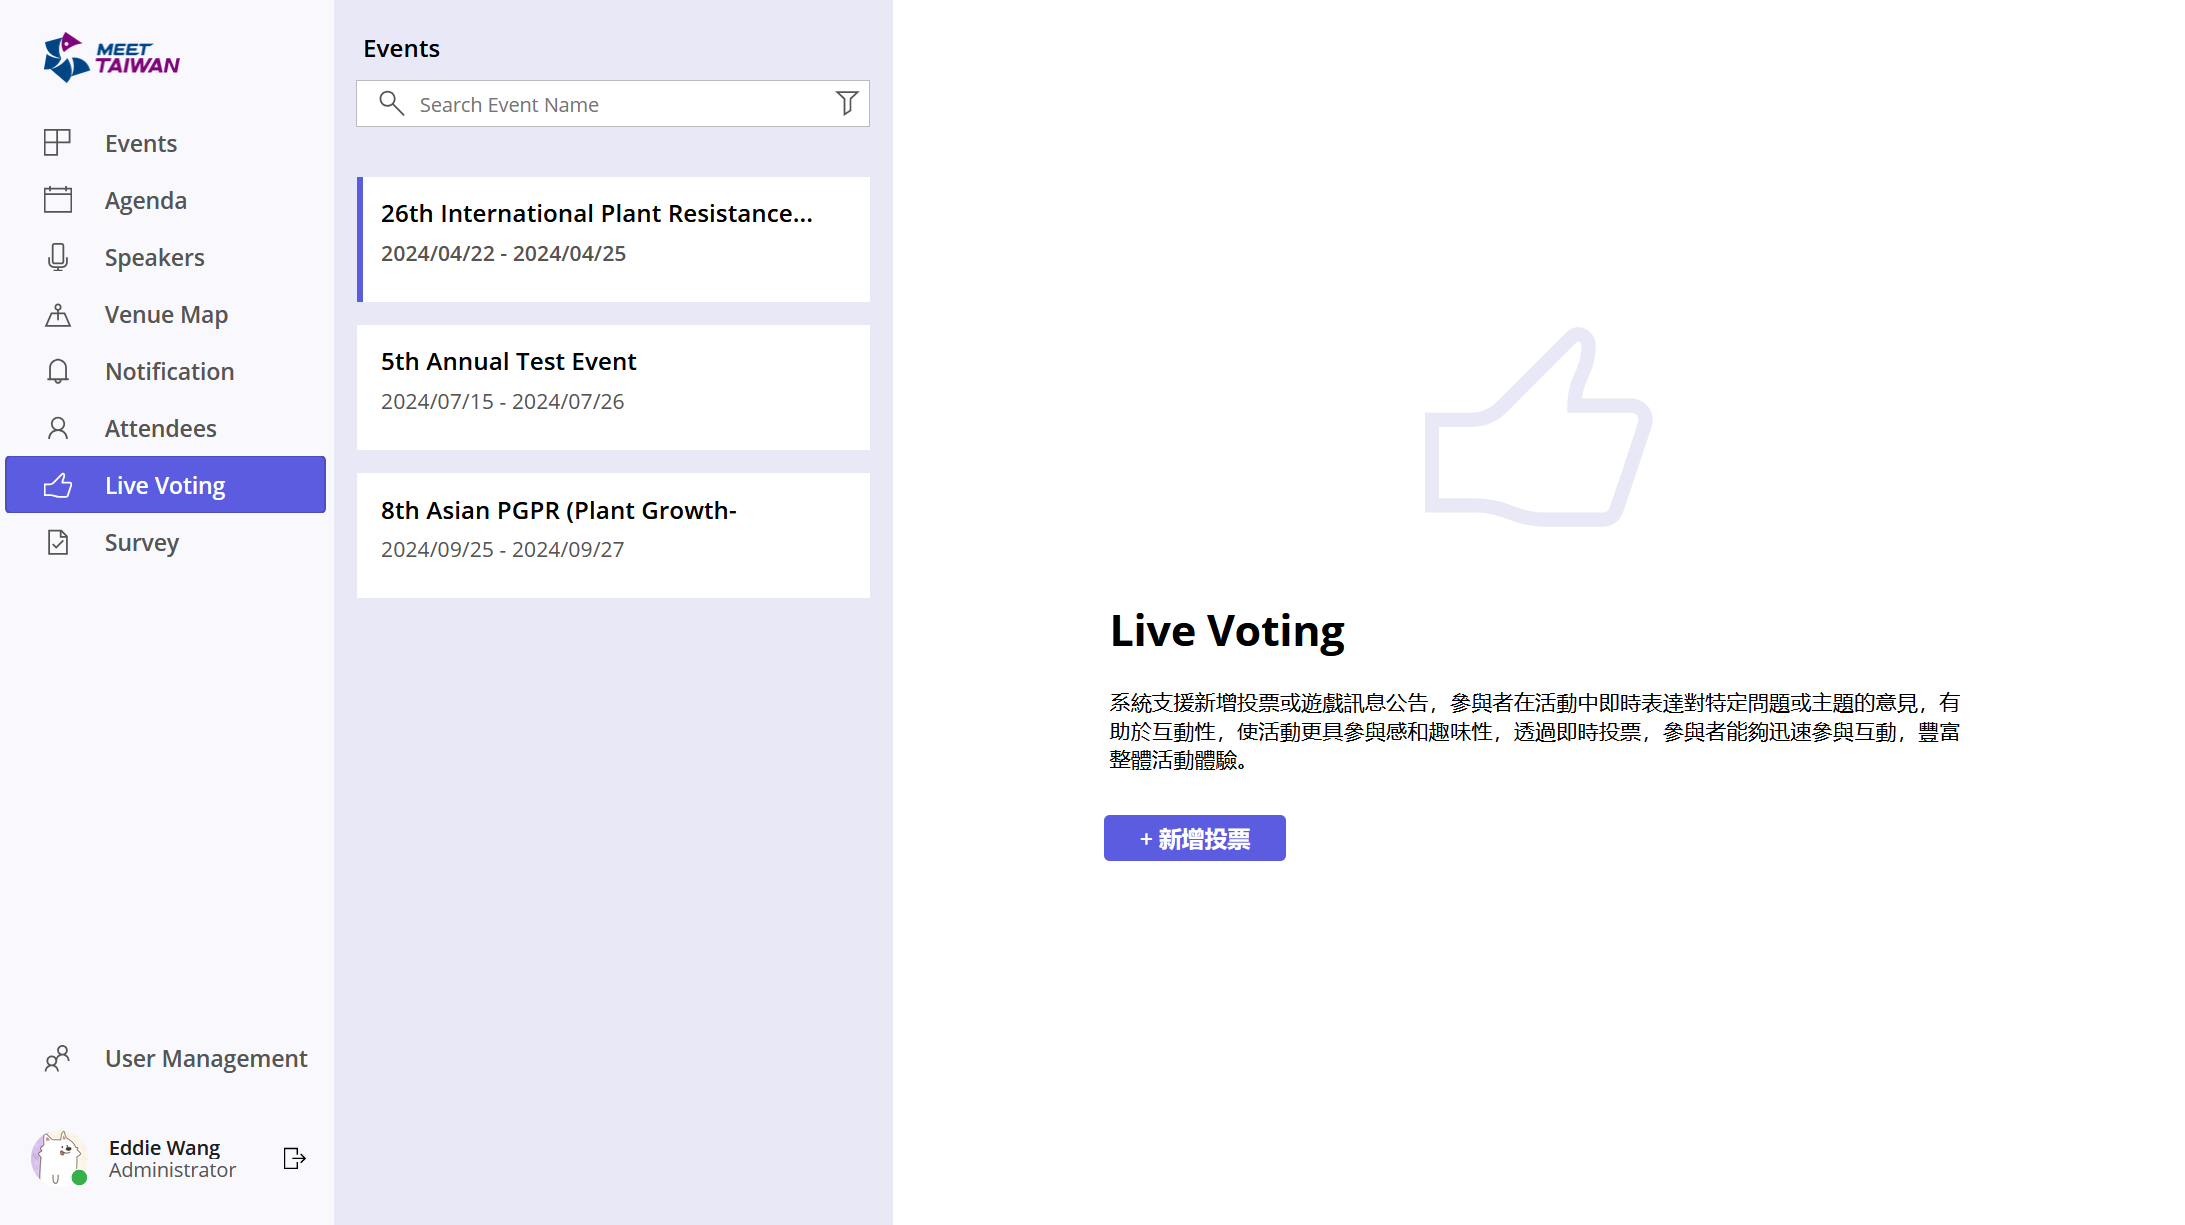 MEET
TAIWAN
Events
Agenda
Speakers
Venue Map
Notification
Attendees
Live Voting
Survey
User Management
Eddie Wang
Administrator
Events
Search Event Name
26th International Plant Resistance...
2024/04/22 - 2024/04/25
5th Annual Test Event
2024/07/15 - 2024/07/26
8th Asian PGPR (Plant Growth-
2024/09/25 - 2024/09/27
Live Voting
系統支援新增投票或遊戲訊息公告，參與者在活動中即時表達對特定問題或主題的意見，有
助於互動性，使活動更具參與感和趣味性，透過即時投票，參與者能夠迅速參與互動，豐富
整體活動體驗。
+ 新增投票